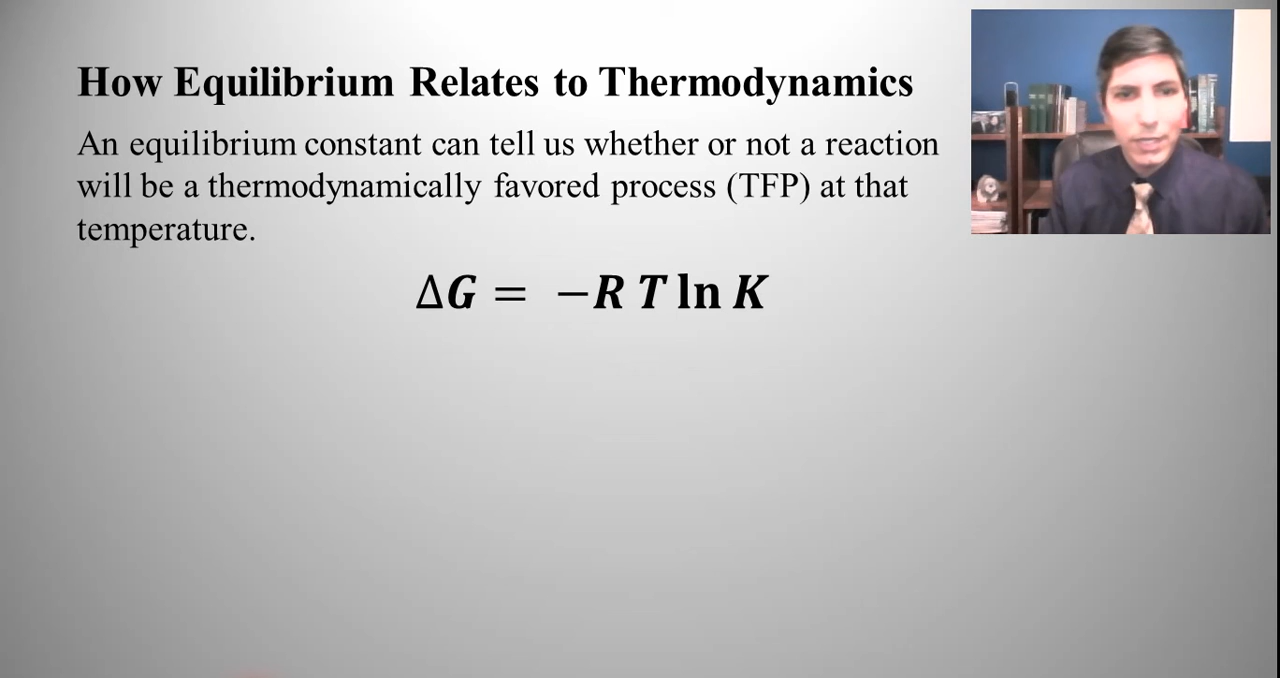 How Equilibrium Relates to Thermodynamics
An equilibrium constant can tell us whether or not a reaction
will be a thermodynamically favored process (TFP) at that
temperature.
ΔG = −R T ln K